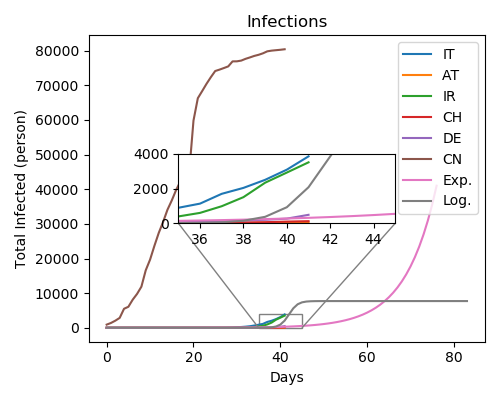 Infections
Total Infected (person)
80000
70000
60000
50000
40000
30000
20000
10000
0
0 20 40 60 80
Days
4000
2000
0
36 38 40 42 44
IT
AT
IR
CH
DE
CN
Exp.
Log.